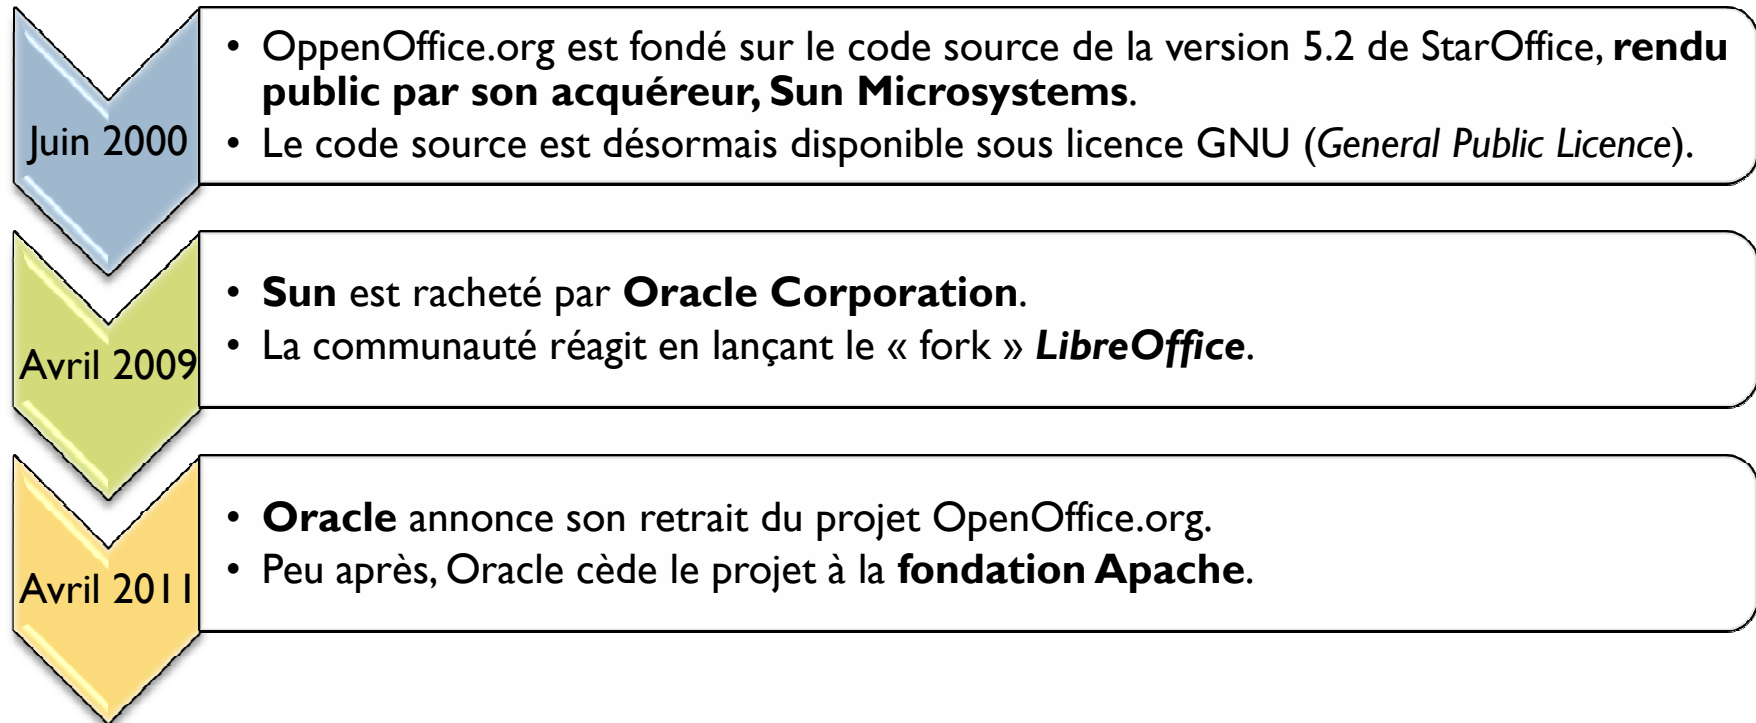 Juin 2000
• OppenOffice.org est fondé sur le code source de la version 5.2 de StarOffice, rendu
public par son acquéreur, Sun Microsystems.
• Le code source est désormais disponible sous licence GNU (General Public Licence).
Avril 2009
• Sun est racheté par Oracle Corporation.
• La communauté réagit en lançant le « fork » LibreOffice.
Avril 2011
• Oracle annonce son retrait du projet OpenOffice.org.
• Peu après, Oracle cède le projet à la fondation Apache.